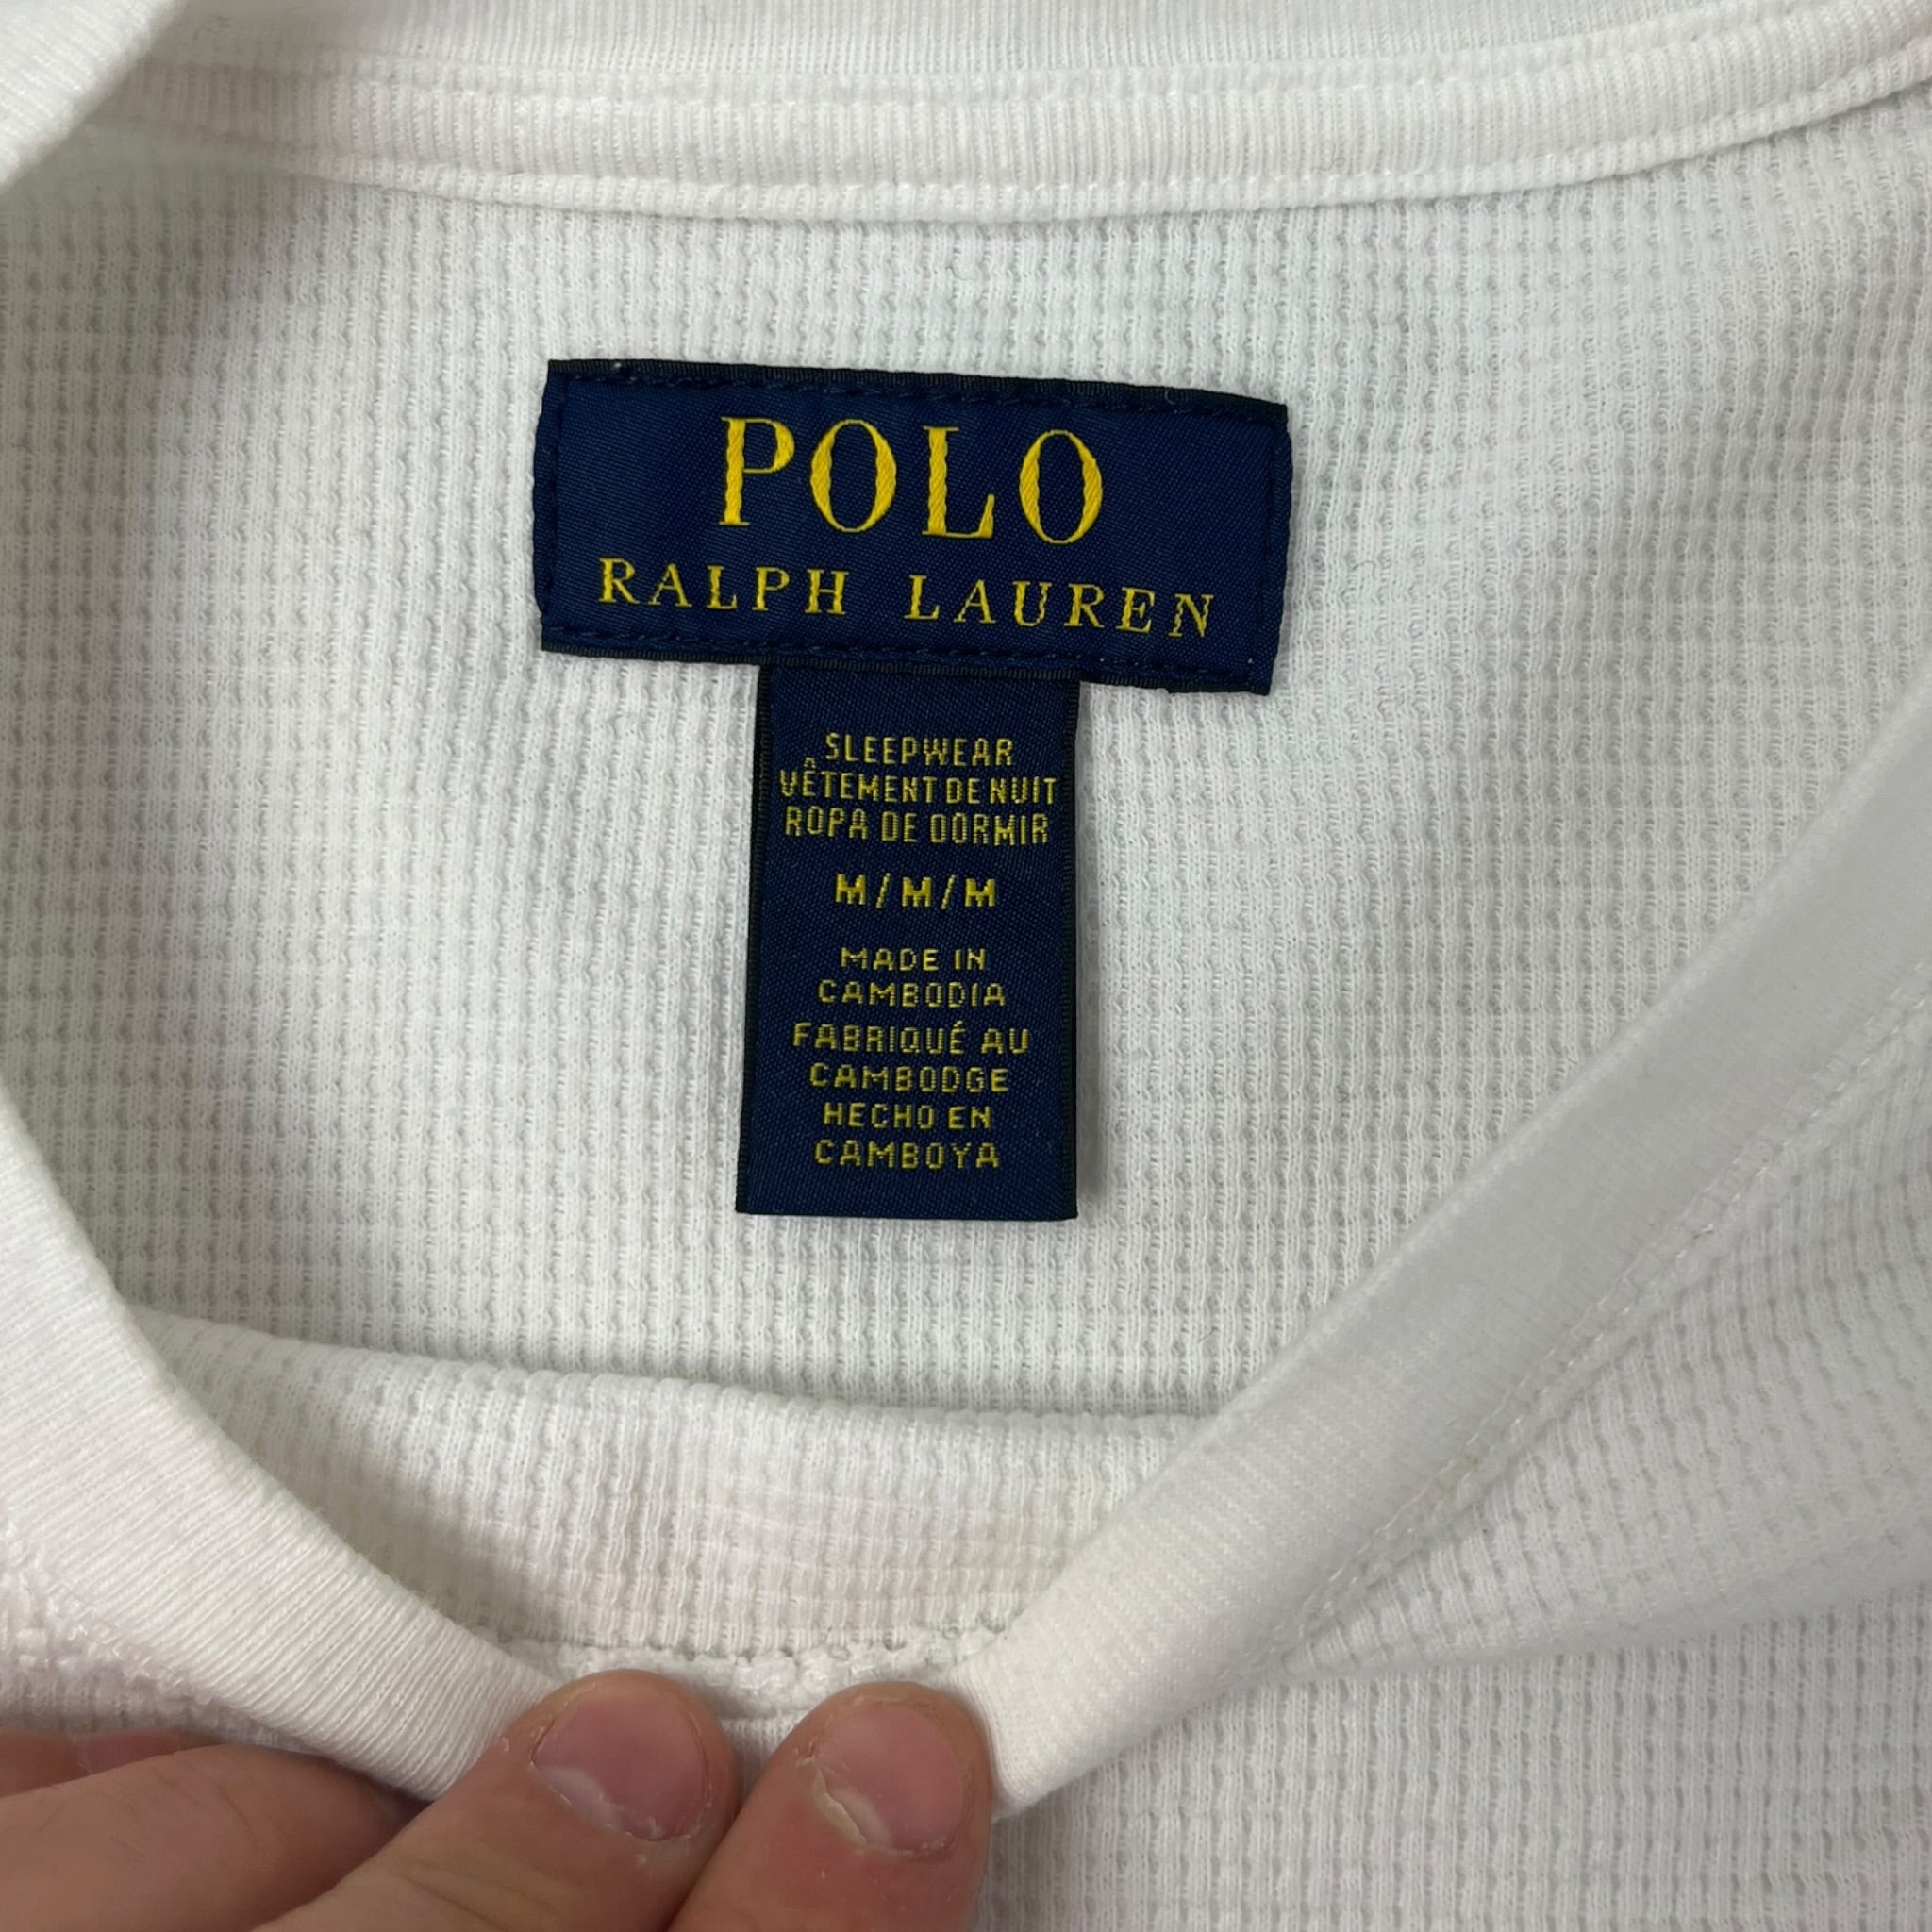 POLO
RALPH LAUREN
SLEEPWEAR
VÊTEMENT DE NUIT
ROPA DE DORMIR
M/M/M
MADE IN
CAMBODIA
FABRIQUÉ AU
CAMBODGE
HECHO EN
CAMBOYA